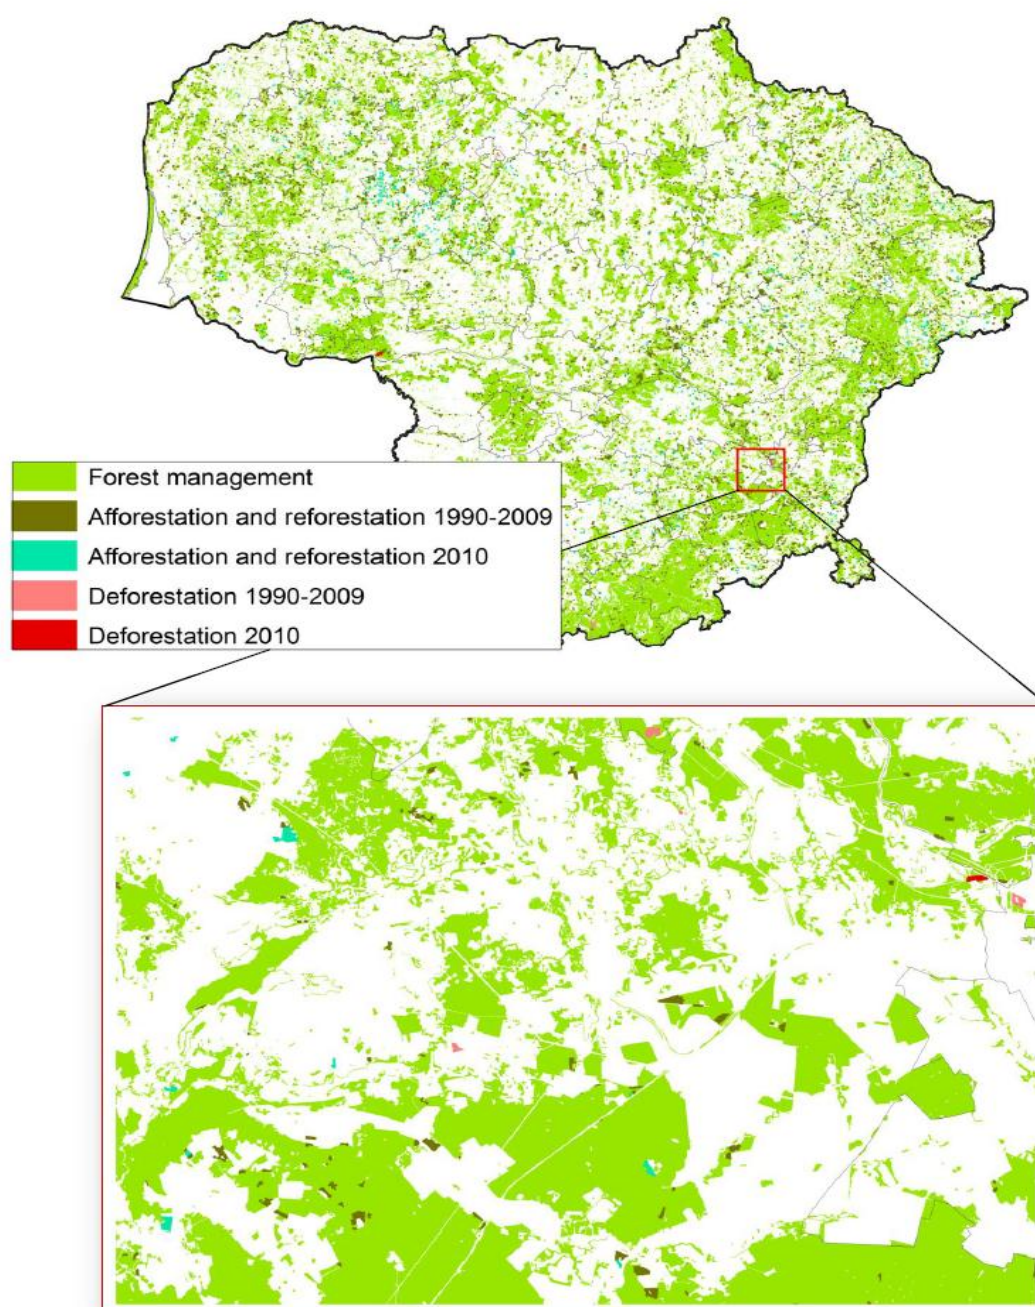 Forest management
Afforestation and reforestation 1990-2009
Afforestation and reforestation 2010
Deforestation 1990-2009
Deforestation 2010